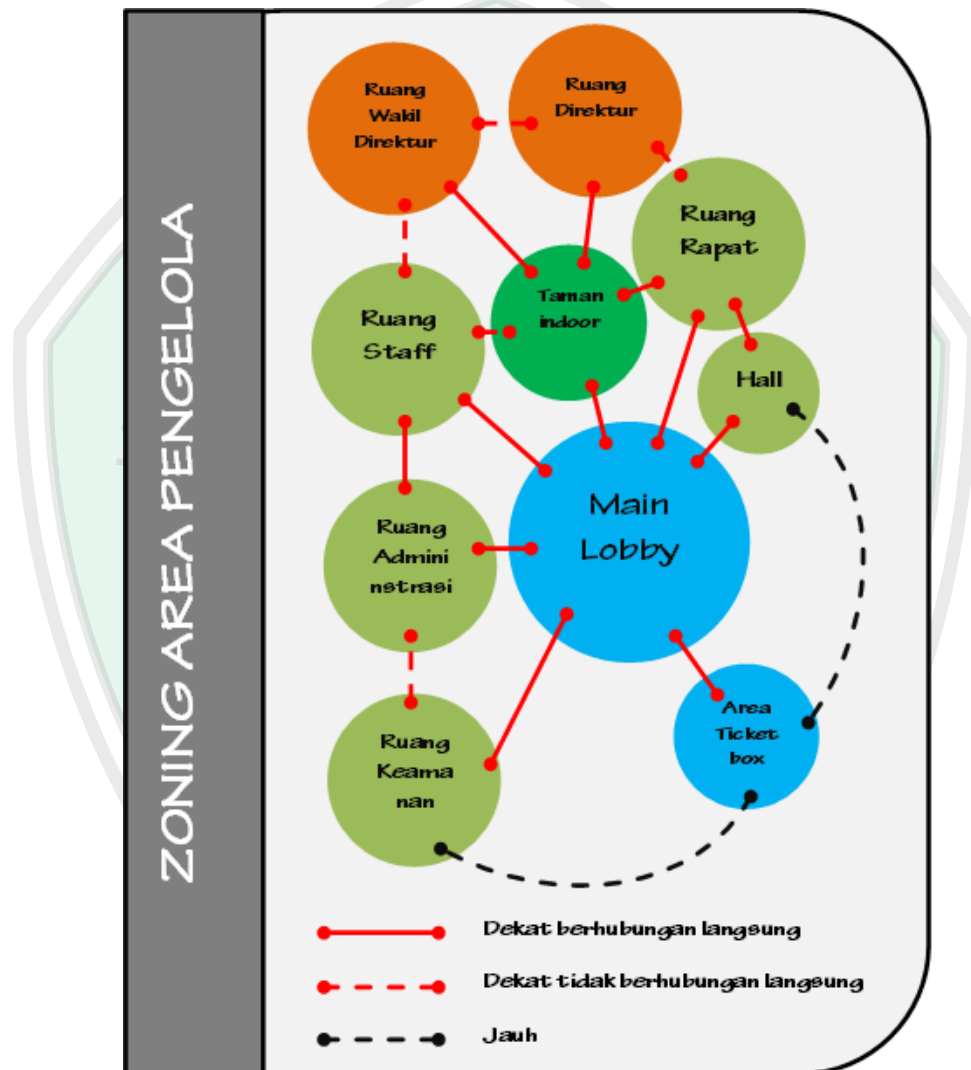 ZONING AREA PENGELOLA
Ruang
Wakil
Direktur
Ruang
Direktur
Ruang
Rapat
Taman
indoor
Ruang
Staff
Hall
Main
Lobby
Ruang
Admini
nstrasi
Area
Ticket
box
Ruang
Keama
nan
Dekat berhubungan langsung
Dekat tidak berhubungan langsung
Jauh